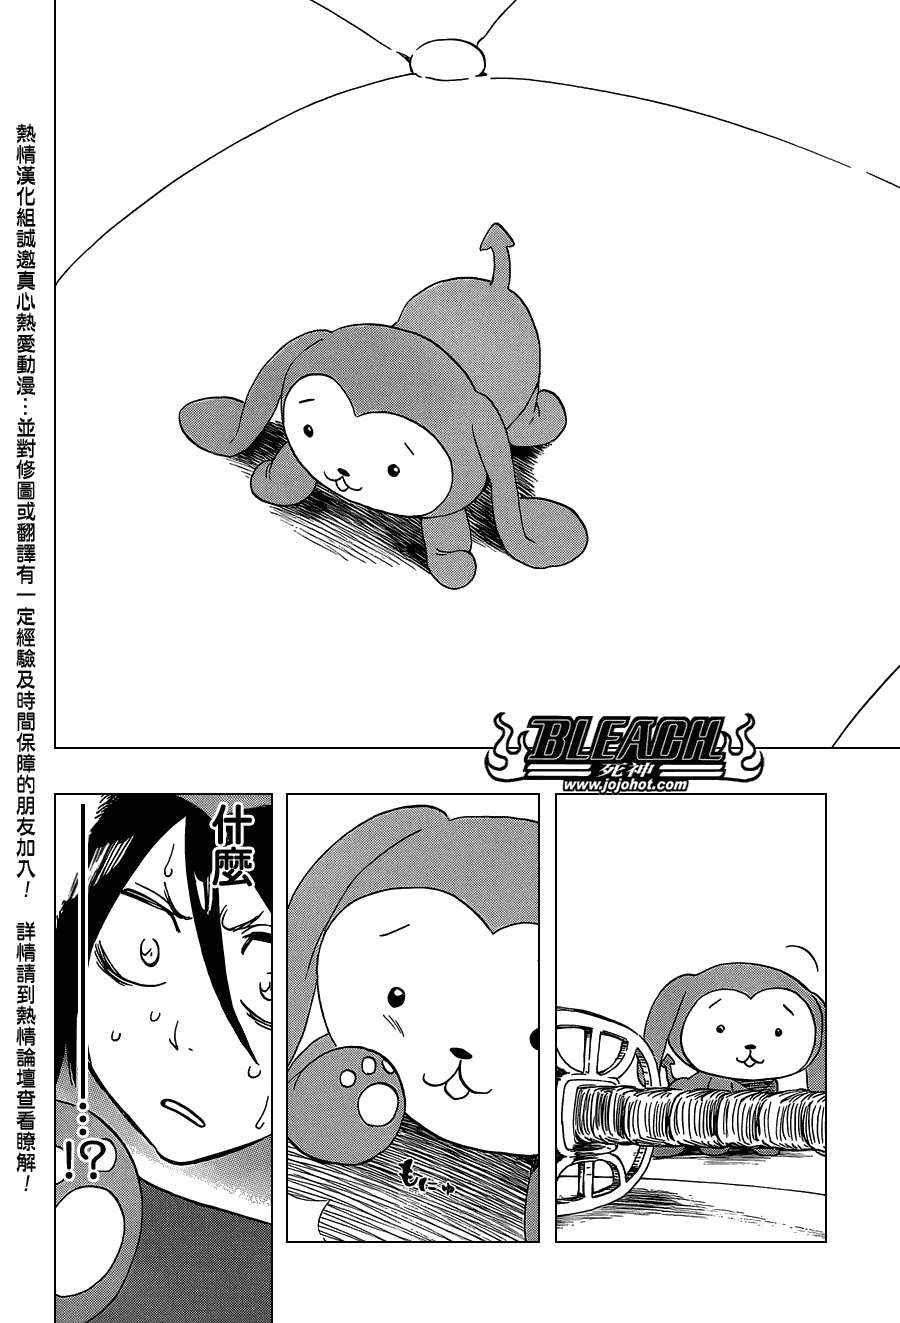 熱情漢化組誠邀真心熱愛動漫…並對修圖或翻譯有一定經驗及時間保障的朋友加入！ 詳情請到熱情論壇查看瞭解！
BLEACH
死神
www.jojohot.com
もにゅ
什麼
────…!?